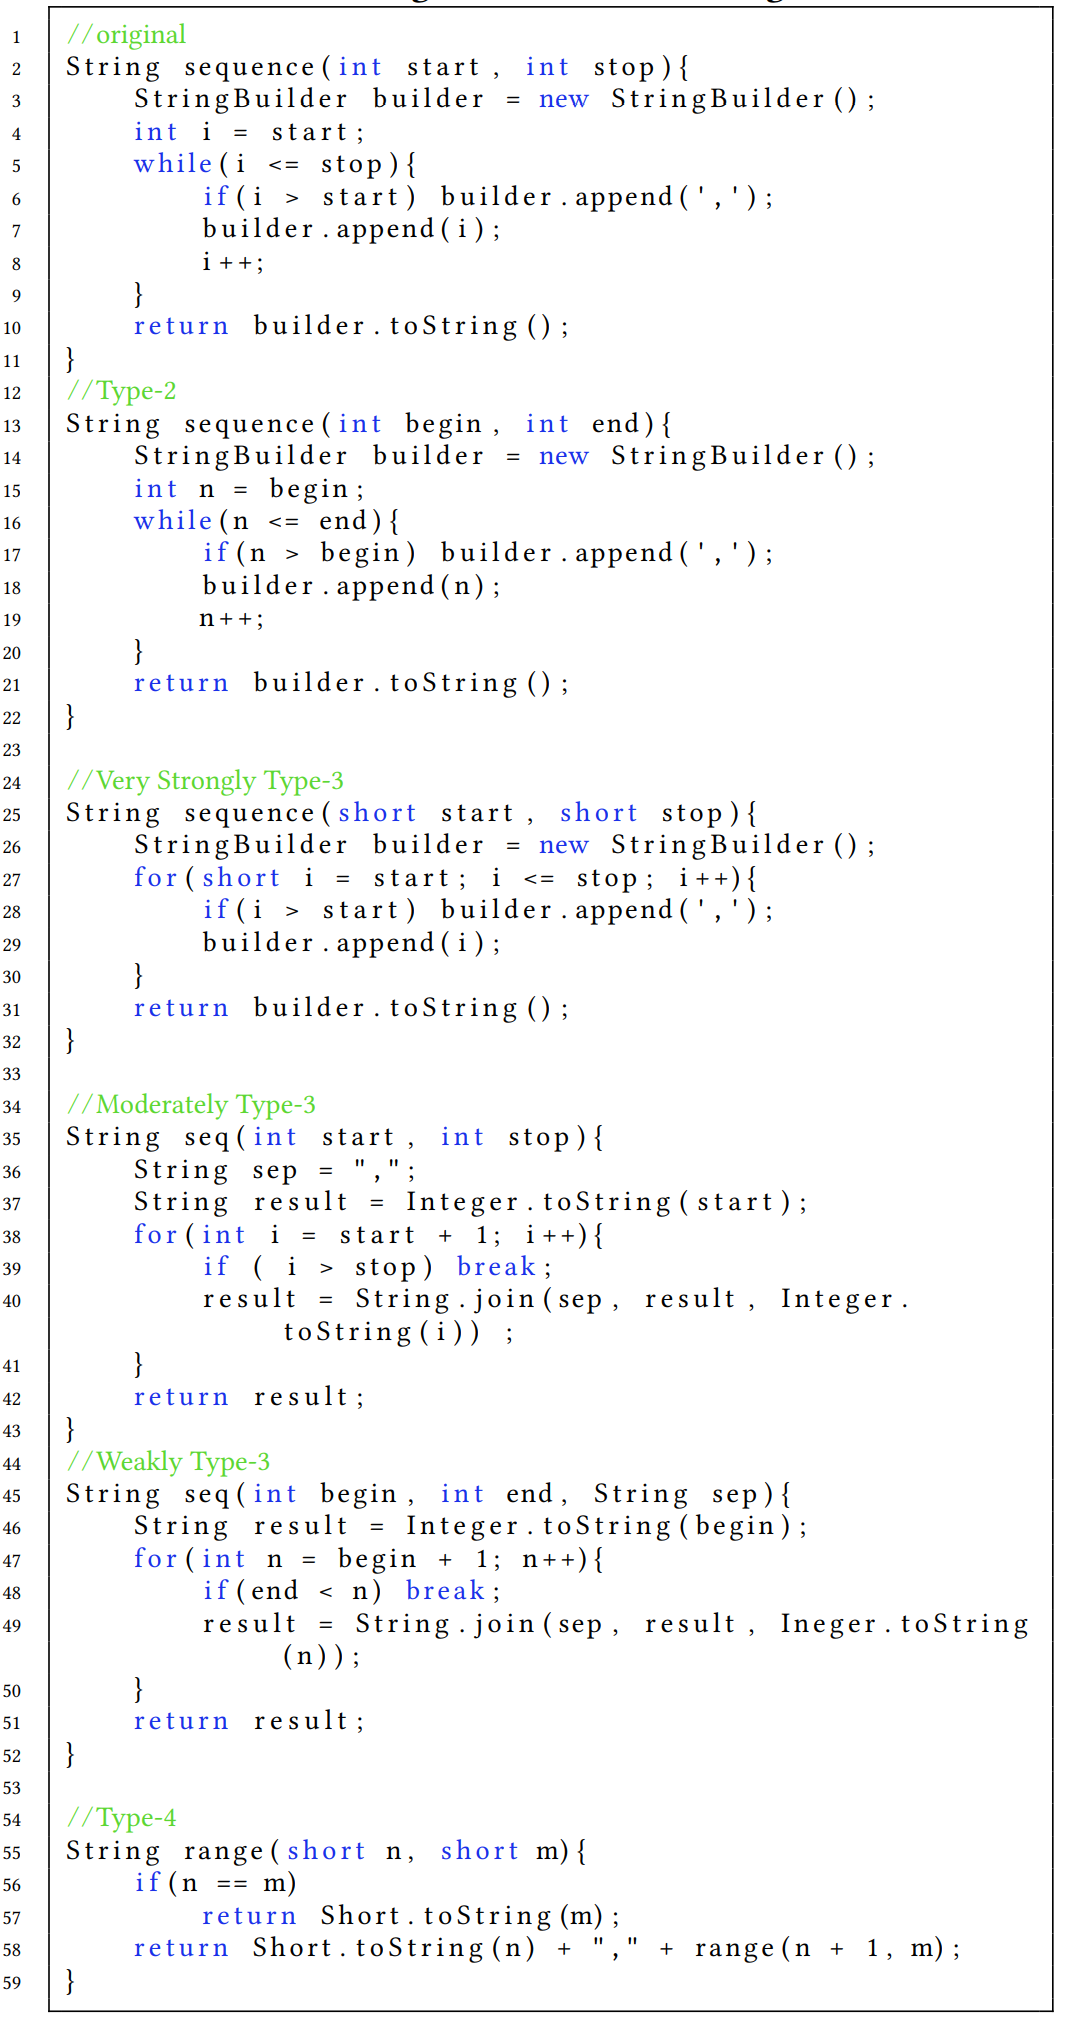 1 //original
2 String sequence(int start, int stop){
3 StringBuilder builder = new StringBuilder();
4 int i = start;
5 while(i <= stop){
6 if(i > start) builder.append(',');
7 builder.append(i);
8 i++;
9 }
10 return builder.toString();
11 }
12 //Type-2
13 String sequence(int begin, int end){
14 StringBuilder builder = new StringBuilder();
15 int n = begin;
16 while(n <= end){
17 if(n > begin) builder.append(',');
18 builder.append(n);
19 n++;
20 }
21 return builder.toString();
22 }
23
24 //Very Strongly Type-3
25 String sequence(short start, short stop){
26 StringBuilder builder = new StringBuilder();
27 for(short i = start; i <= stop; i++){
28 if(i > start) builder.append(',');
29 builder.append(i);
30 }
31 return builder.toString();
32 }
33
34 //Moderately Type-3
35 String seq(int start, int stop){
36 String sep = ",";
37 String result = Integer.toString(start);
38 for(int i = start + 1; i++){
39 if ( i > stop) break;
40 result = String.join(sep, result, Integer.
toString(i)) ;
41 }
42 return result;
43 }
44 //Weakly Type-3
45 String seq(int begin, int end, String sep){
46 String result = Integer.toString(begin);
47 for(int n = begin + 1; n++){
48 if(end < n) break;
49 result = String.join(sep, result, Ineger.toString
(n));
50 }
51 return result;
52 }
53
54 //Type-4
55 String range(short n, short m){
56 if(n == m)
57 return Short.toString(m);
58 return Short.toString(n) + "," + range(n + 1, m);
59 }